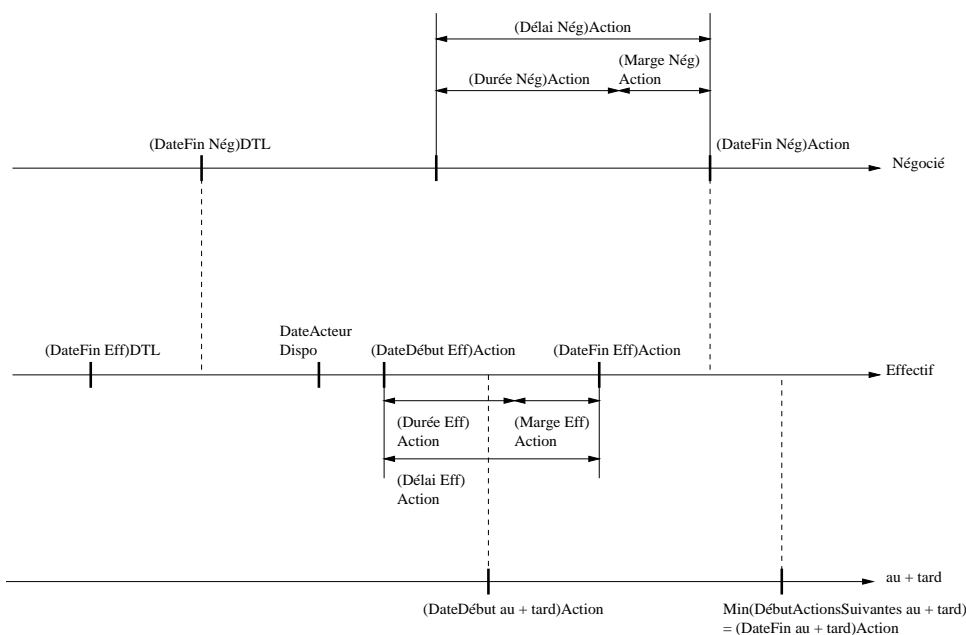 (Délai Nég)Action
(Marge Nég)
Action
(Durée Nég)Action
(DateFin Nég)DTL
(DateFin Nég)Action
Négocié
DateActeur
Dispo
(DateFin Eff)DTL
(DateDébut Eff)Action
(DateFin Eff)Action
Effectif
(Durée Eff)
Action
(Marge Eff)
Action
(Délai Eff)
Action
au + tard
(DateDébut au + tard)Action
Min(DébutActionsSuivantes au + tard)
= (DateFin au + tard)Action